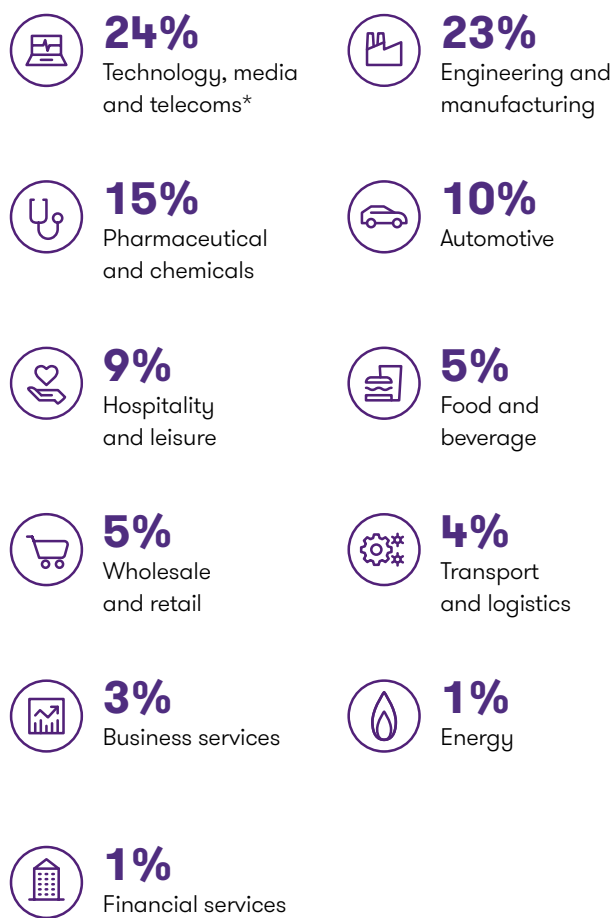 24%
Technology, media
and telecoms*
23%
Engineering and
manufacturing
15%
Pharmaceutical
and chemicals
10%
Automotive
9%
Hospitality
and leisure
5%
Food and
beverage
5%
Wholesale
and retail
4%
Transport
and logistics
3%
Business services
1%
Energy
1%
Financial services